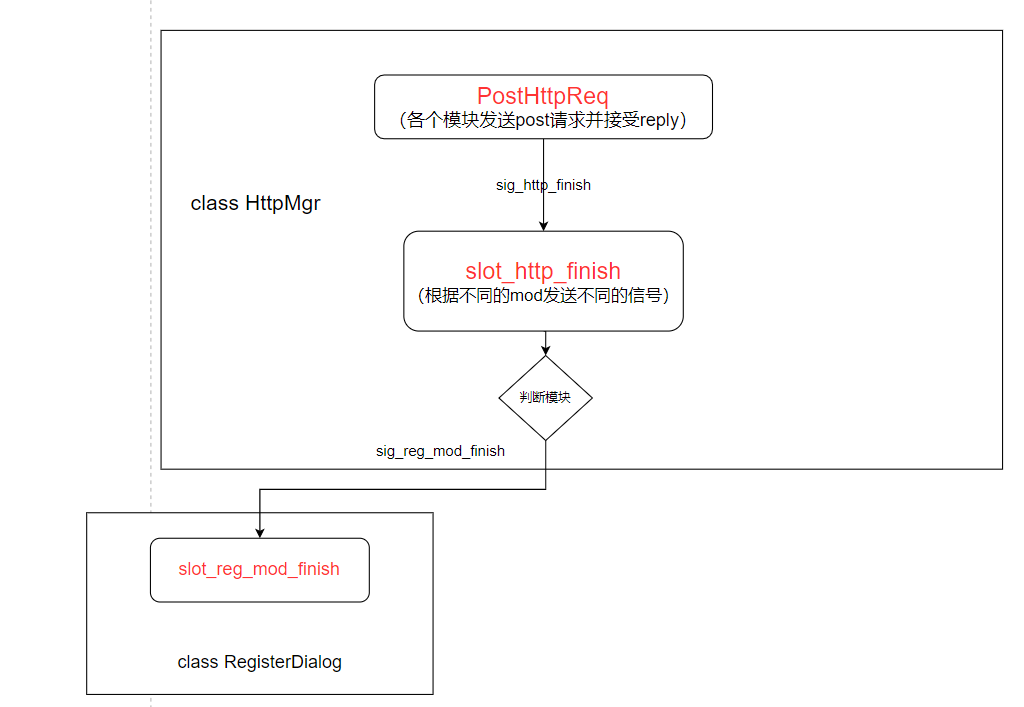 PostHttpReq
（各个模块发送post请求并接受reply）
sig_http_finish
class HttpMgr
slot_http_finish
（根据不同的mod发送不同的信号）
判断模块
sig_reg_mod_finish
slot_reg_mod_finish
class RegisterDialog